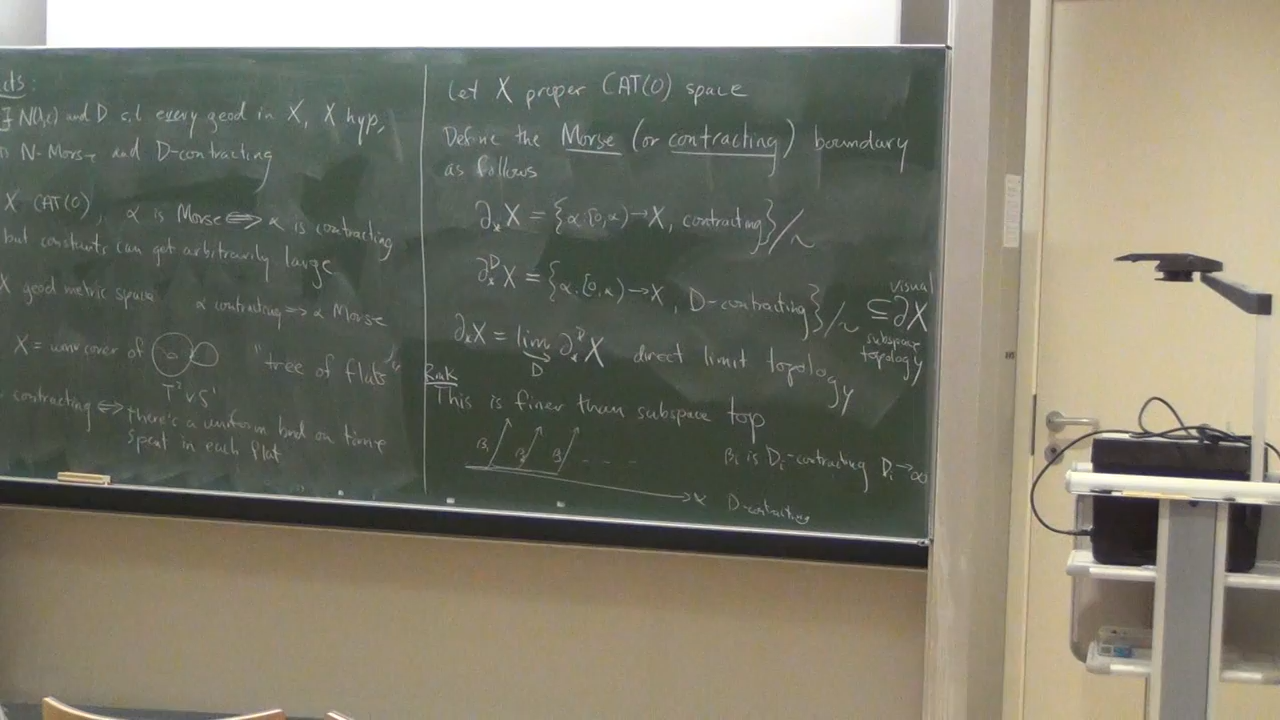 cts:
∃ N(λ,ε) and D s.t. every geod in X, X hyp,
N-Morse and D-contracting
X CAT(0), α is Morse ⟺ α is contracting
but constants can get arbitrarily large
X geod metric space α contracting ⟹ α Morse
X = univ cover of "tree of flats"
T² ∨ S¹
contracting ⟺ there's a uniform bnd on time
spent in each flat
Let X proper CAT(0) space
Define the Morse (or contracting) boundary
as follows
∂⁎X = {α:[0,∞)→X, contracting}/~
∂⁎ᴰX = {α:[0,∞)→X, D-contracting}/~ ⊆ ∂X
visual
subspace
topology
∂⁎X = lim ∂⁎ᴰX direct limit topology
→
D
Rmk
This is finer than subspace top
β₁ β₂ β₃ - - -
βᵢ is Dᵢ-contracting Dᵢ→∞
α D-contracting